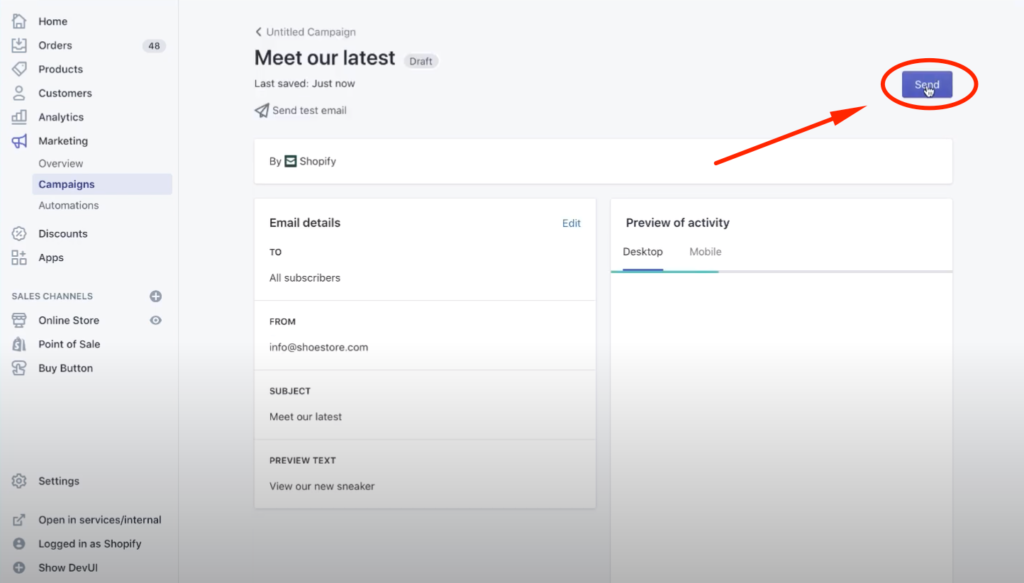 Home
Orders 48
Products
Customers
Analytics
Marketing
Overview
Campaigns
Automations
Discounts
Apps
SALES CHANNELS
Online Store
Point of Sale
Buy Button
Settings
Open in services/internal
Logged in as Shopify
Show DevUI
Untitled Campaign
Meet our latest Draft
Last saved: Just now
Send test email
Send
By Shopify
Email details Edit
TO
All subscribers
FROM
info@shoestore.com
SUBJECT
Meet our latest
PREVIEW TEXT
View our new sneaker
Preview of activity
Desktop Mobile